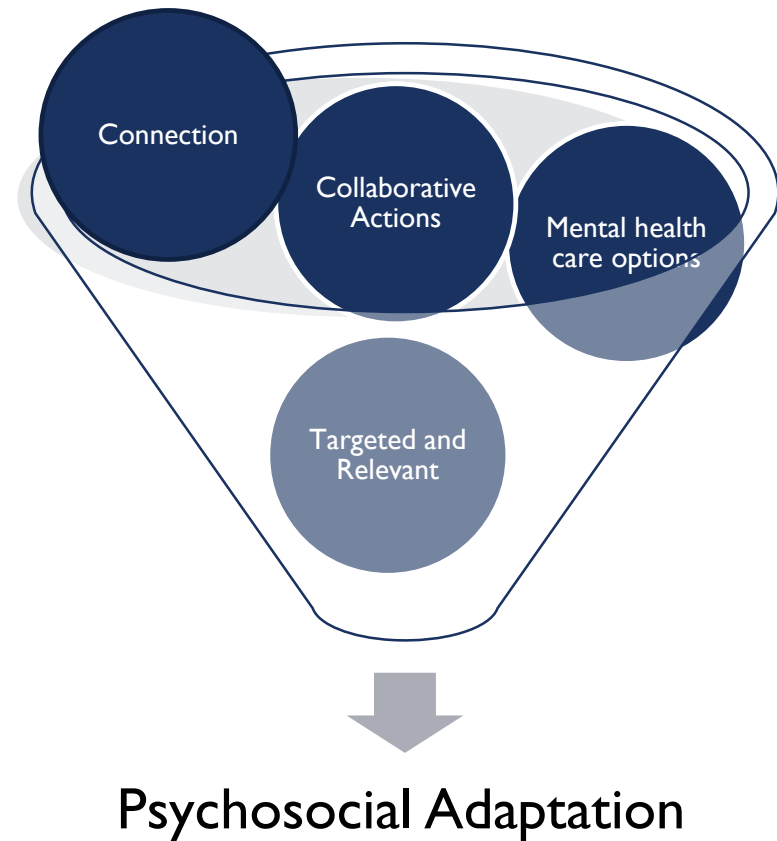 Connection
Collaborative
Actions
Mental health
care options
Targeted and
Relevant
Psychosocial Adaptation